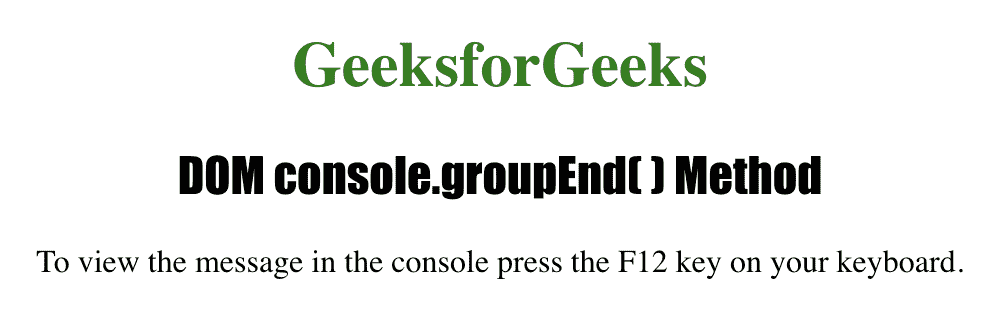 GeeksforGeeks
DOM console.groupEnd( ) Method
To view the message in the console press the F12 key on your keyboard.